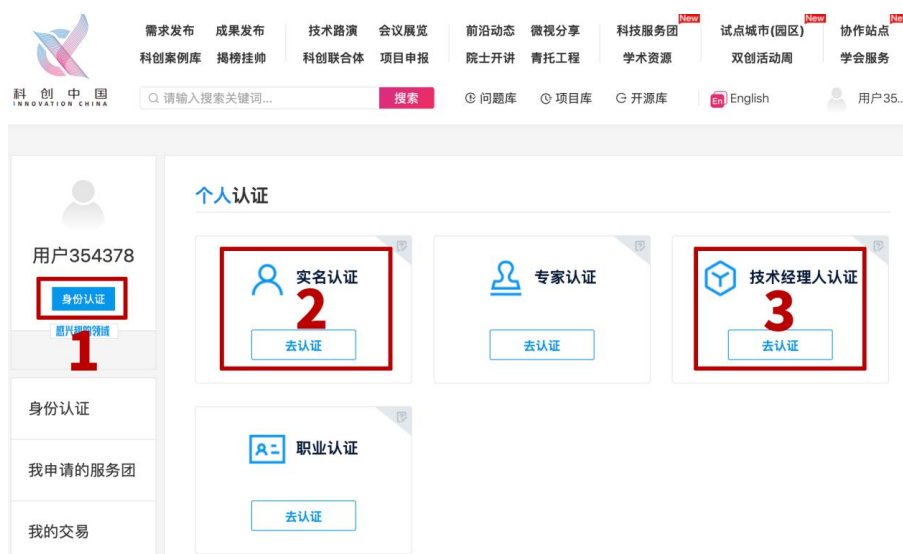 需求发布 成果发布 技术路演 会议展览 前沿动态 微视分享 科技服务团 New 试点城市(园区) New 协作站点 New
科创案例库 揭榜挂帅 科创联合体 项目申报 院士开讲 青托工程 学术资源 双创活动周 学会服务
科创中国
INNOVATION CHINA
请输入搜索关键词... 搜索 问题库 项目库 开源库 En English 用户35..
用户354378
身份认证
感兴趣的领域
1
身份认证
我申请的服务团
我的交易
个人认证
实名认证
2
去认证
专家认证
去认证
技术经理人认证
3
去认证
职业认证
去认证